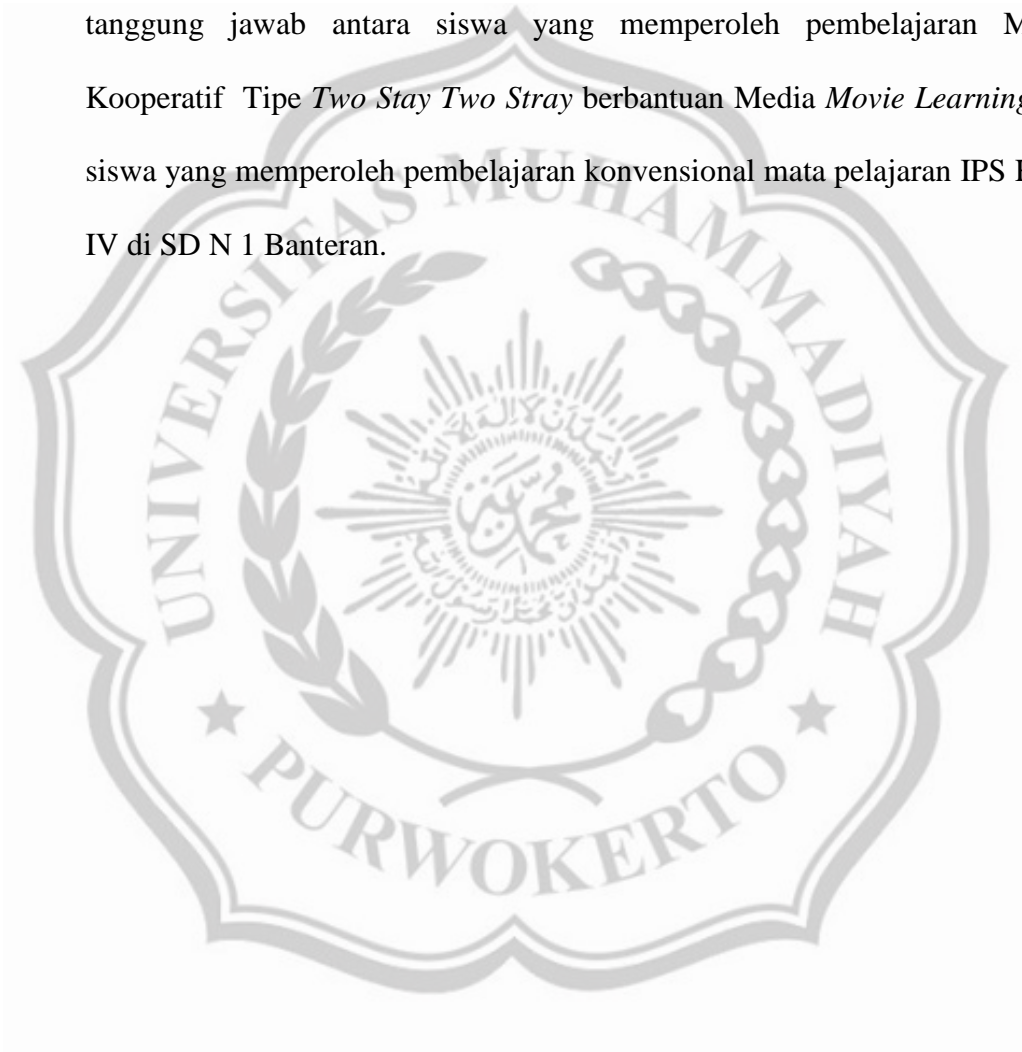 tanggung jawab antara siswa yang memperoleh pembelajaran
Kooperatif Tipe Two Stay Two Stray berbantuan Media Movie Learning
siswa yang memperoleh pembelajaran konvensional mata pelajaran IPS
IV di SD N 1 Banteran.
UNIVERSITAS MUHAMMADIYAH
PURWOKERTO